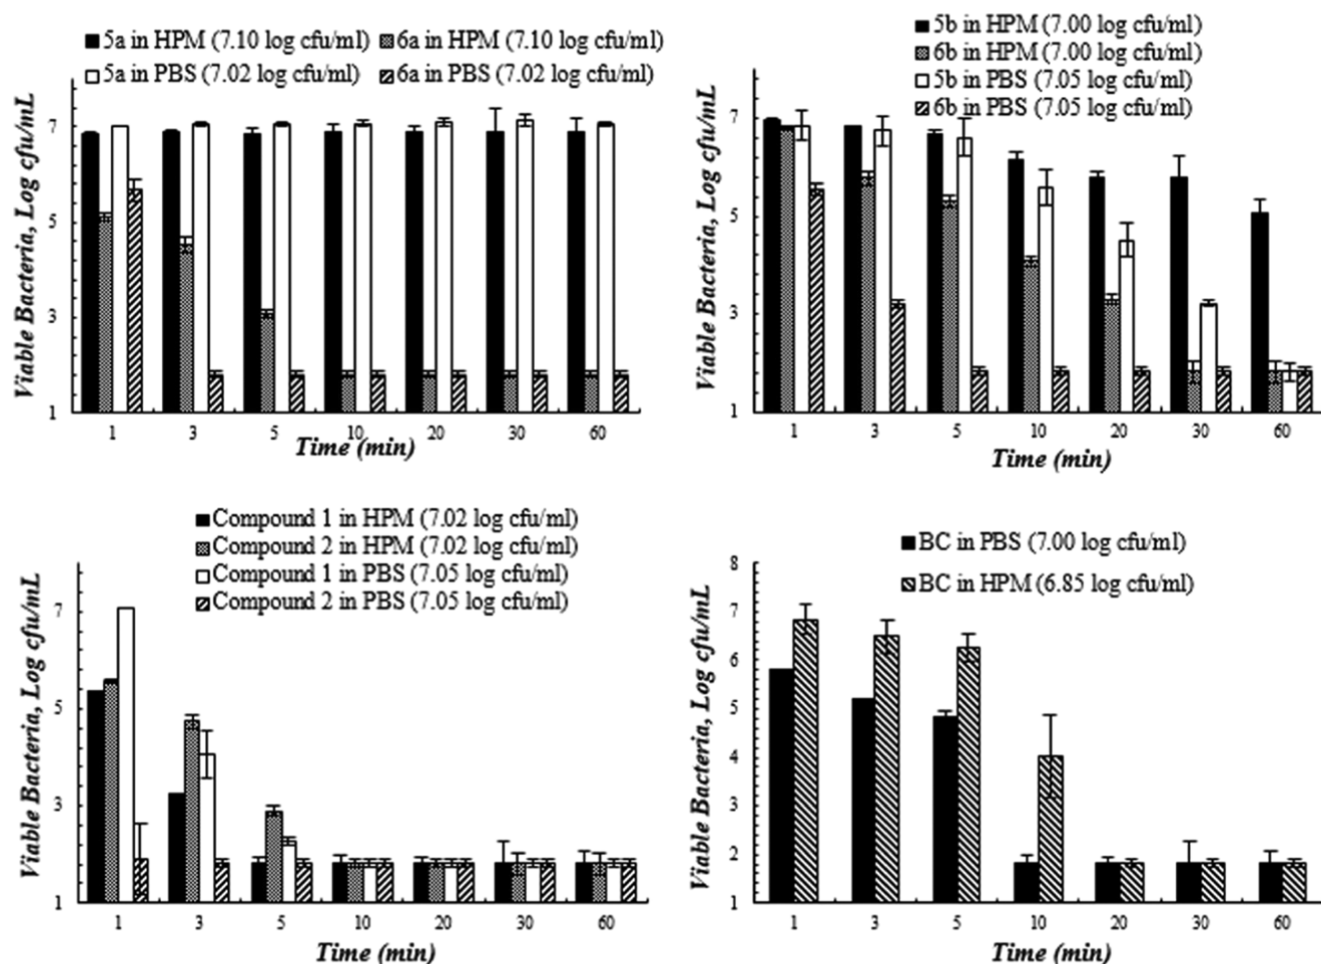 5a in HPM (7.10 log cfu/ml) 6a in HPM (7.10 log cfu/ml)
5a in PBS (7.02 log cfu/ml) 6a in PBS (7.02 log cfu/ml)
Viable Bacteria, Log cfu/mL
7
5
3
1
1 3 5 10 20 30 60
Time (min)
5b in HPM (7.00 log cfu/ml)
6b in HPM (7.00 log cfu/ml)
5b in PBS (7.05 log cfu/ml)
6b in PBS (7.05 log cfu/ml)
Viable Bacteria, Log cfu/mL
7
5
3
1
1 3 5 10 20 30 60
Time (min)
Compound 1 in HPM (7.02 log cfu/ml)
Compound 2 in HPM (7.02 log cfu/ml)
Compound 1 in PBS (7.05 log cfu/ml)
Compound 2 in PBS (7.05 log cfu/ml)
Viable Bacteria, Log cfu/mL
7
5
3
1
1 3 5 10 20 30 60
Time (min)
BC in PBS (7.00 log cfu/ml)
BC in HPM (6.85 log cfu/ml)
Viable Bacteria, Log cfu/mL
8
7
6
5
4
3
2
1
1 3 5 10 20 30 60
Time (min)